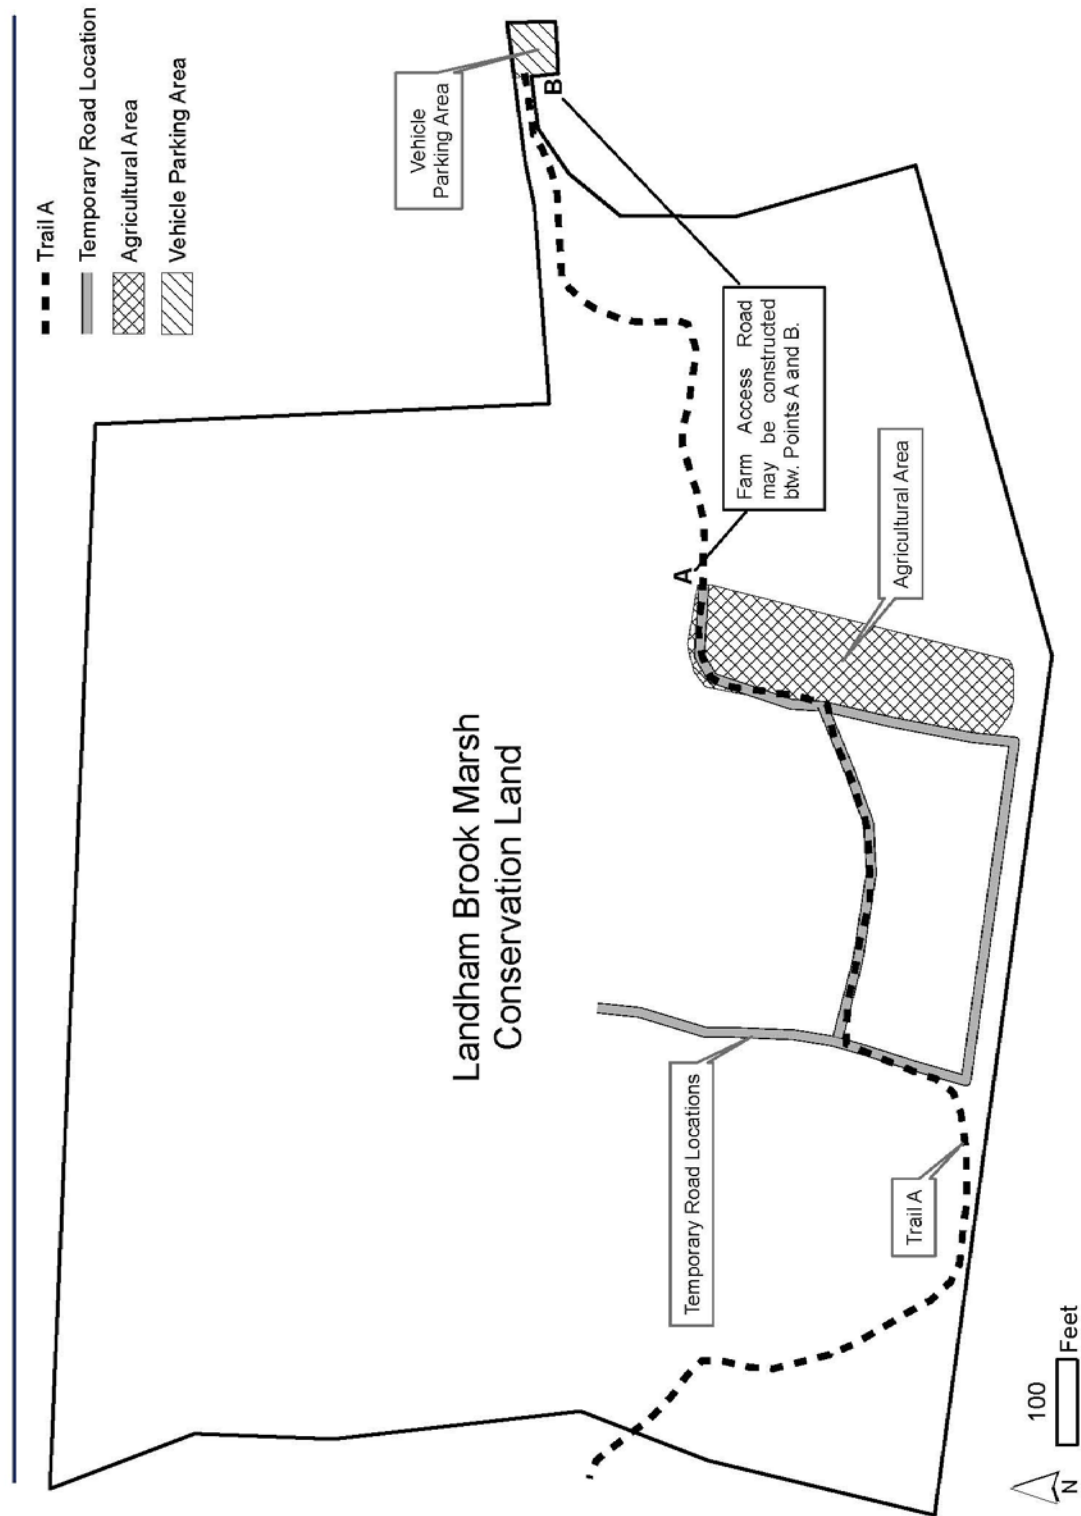 Trail A
Temporary Road Location
Agricultural Area
Vehicle Parking Area
Vehicle
Parking Area
B
Landham Brook Marsh
Conservation Land
A
Farm Access Road
may be constructed
btw. Points A and B.
Temporary Road Locations
Agricultural Area
Trail A
N
100
Feet